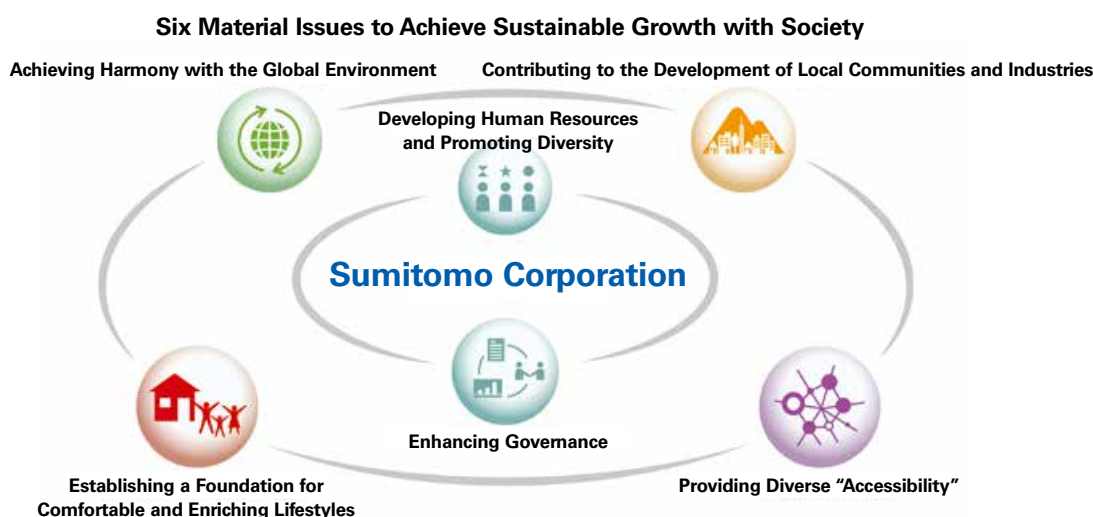 Six Material Issues to Achieve Sustainable Growth with Society
Achieving Harmony with the Global Environment
Contributing to the Development of Local Communities and Industries
Developing Human Resources
and Promoting Diversity
Sumitomo Corporation
Enhancing Governance
Establishing a Foundation for
Comfortable and Enriching Lifestyles
Providing Diverse “Accessibility”